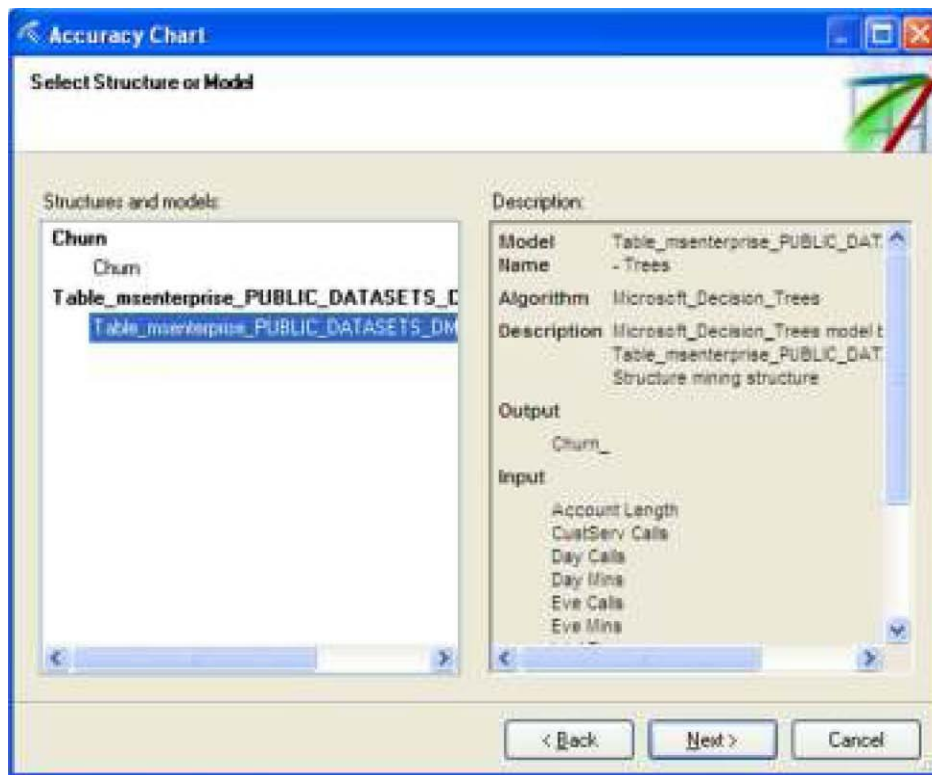 Accuracy Chart
Select Structure or Model
Structures and models:
Churn
Churn
Table_msenterprise_PUBLIC_DATASETS_D
Table_msenterprise_PUBLIC_DATASETS_DM
Description:
Model Name Table_msenterprise_PUBLIC_DAT
- Trees
Algorithm Microsoft_Decision_Trees
Description Microsoft_Decision_Trees model b
Table_msenterprise_PUBLIC_DAT
Structure mining structure
Output
Churn_
Input
Account Length
CustServ Calls
Day Calls
Day Mins
Eve Calls
Eve Mins
< Back
Next >
Cancel